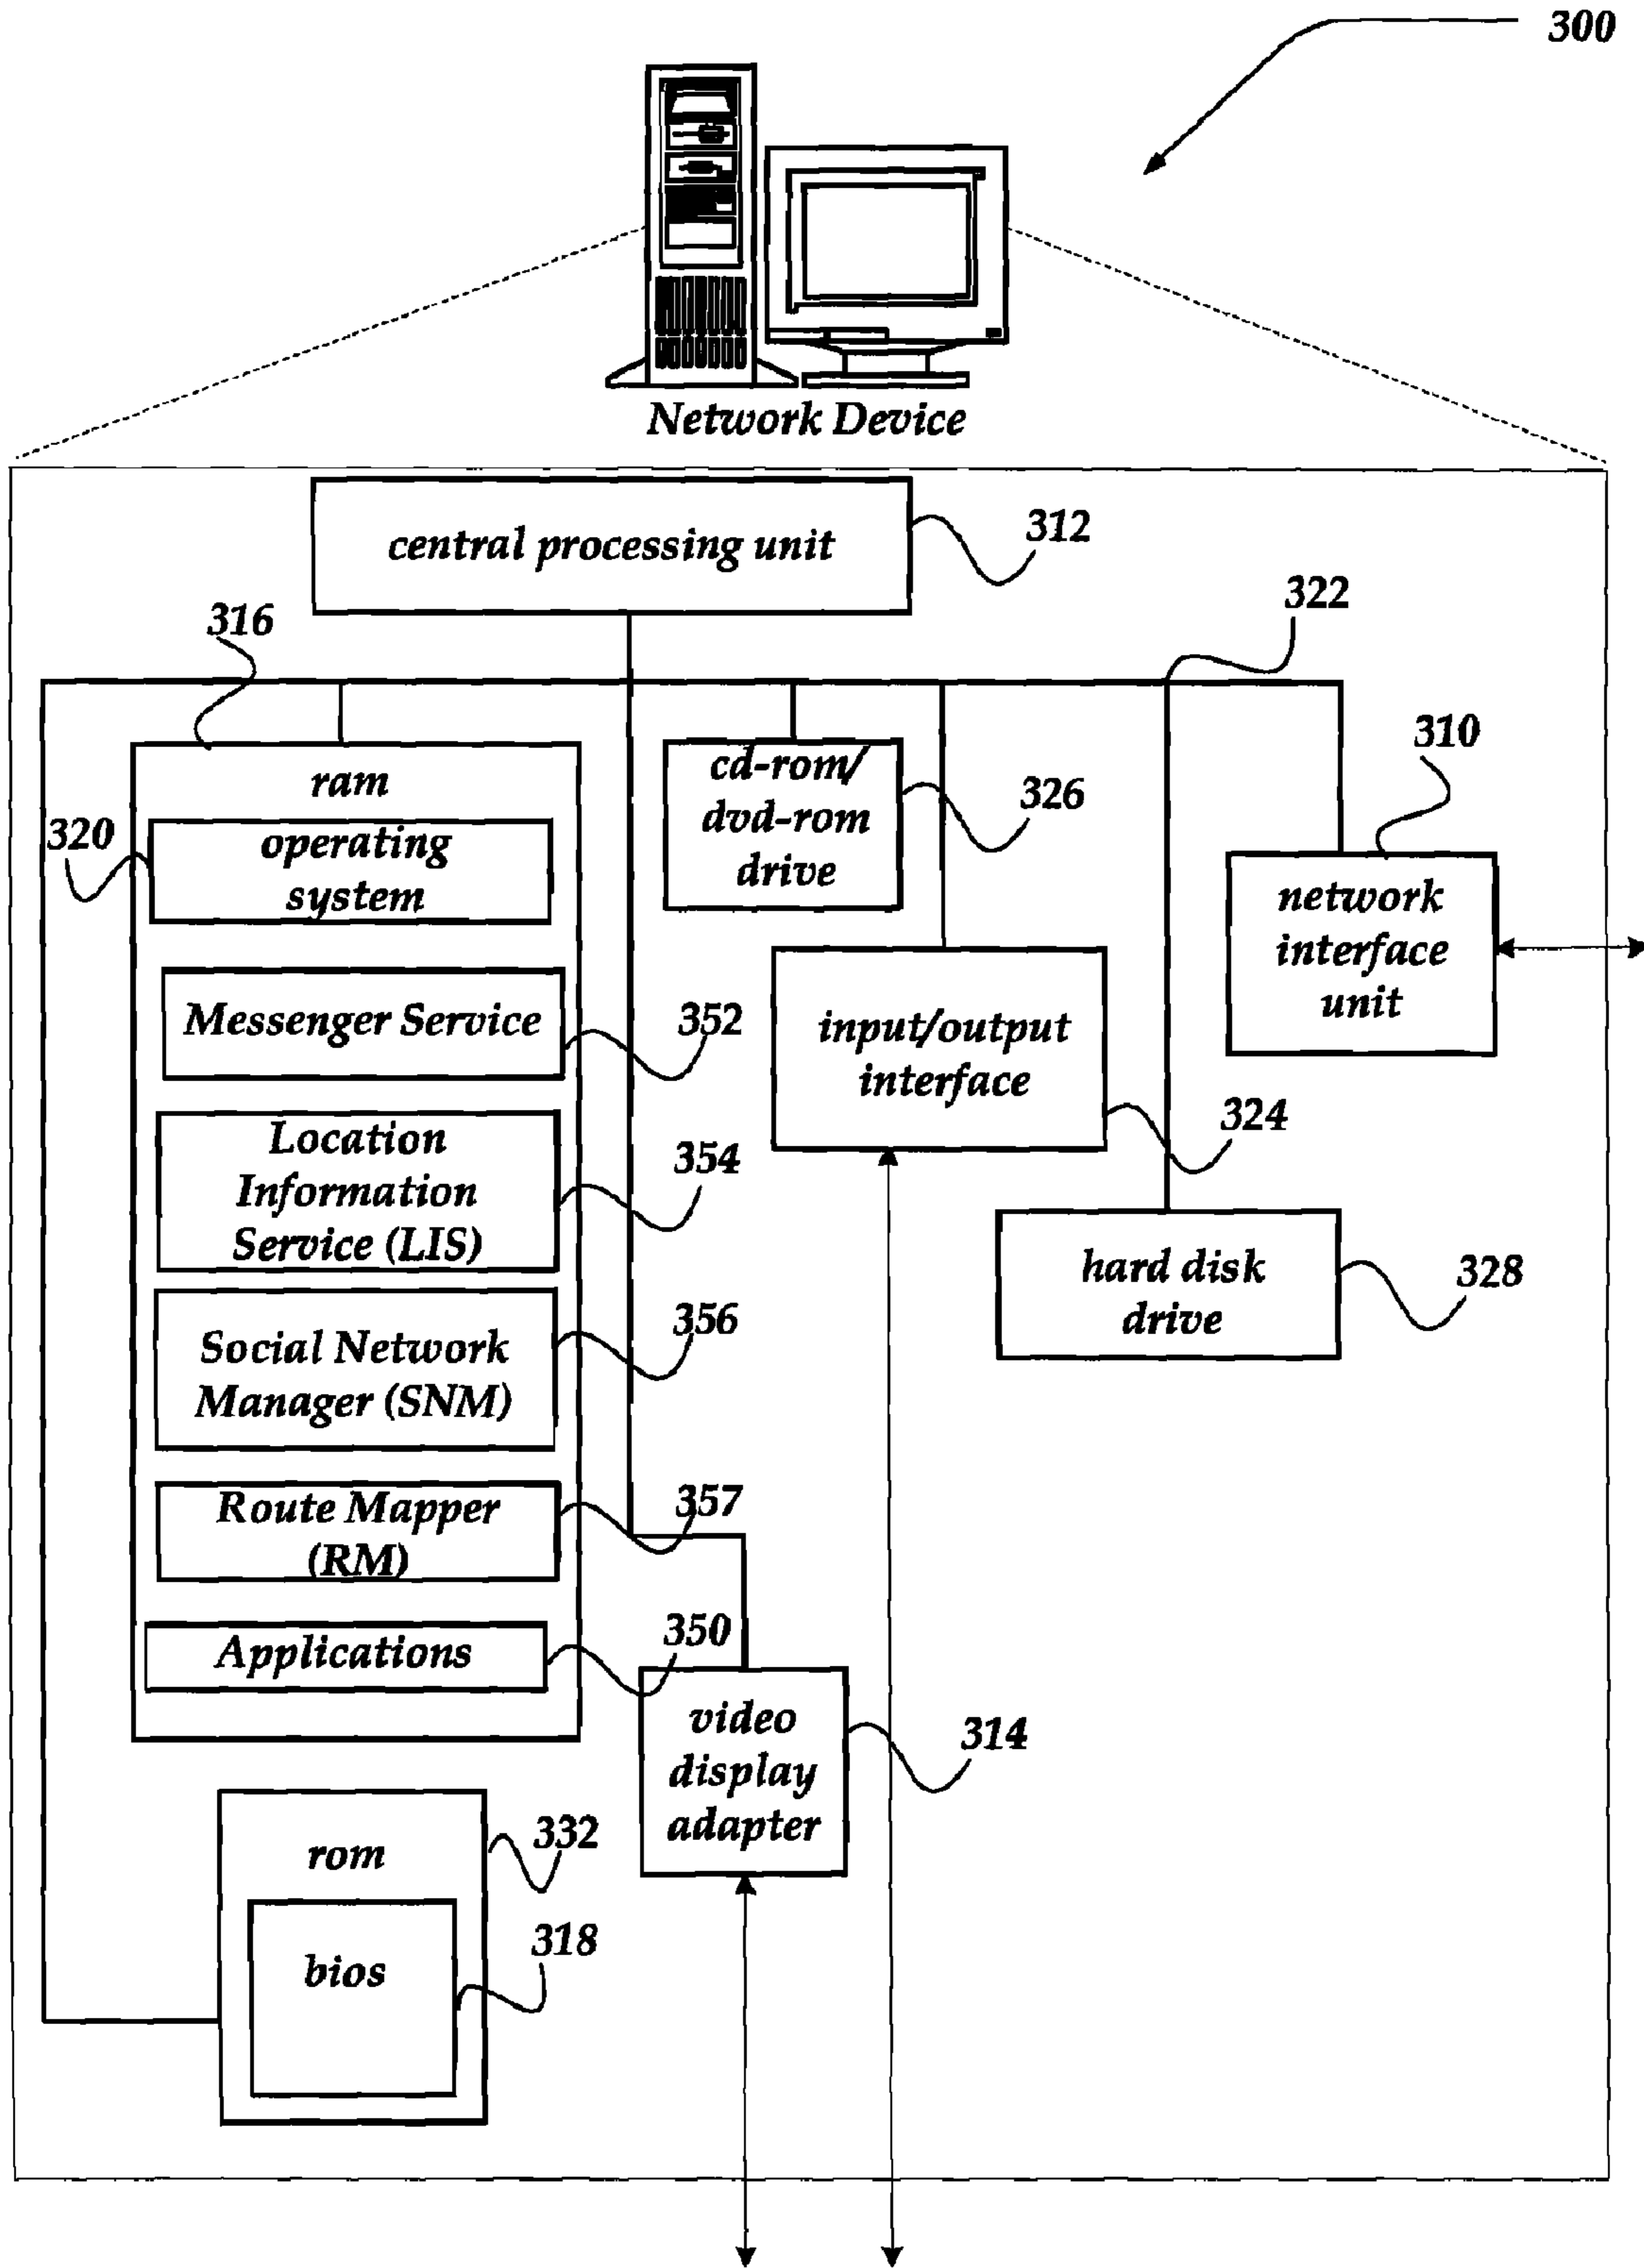 300
Network Device
central processing unit
312
322
316
310
ram
cd-rom/
dvd-rom
drive
326
320
operating
system
network
interface
unit
Messenger Service
352
input/output
interface
324
Location
Information
Service (LIS)
354
hard disk
drive
328
Social Network
Manager (SNM)
356
Route Mapper
(RM)
357
Applications
350
video
display
adapter
314
rom
332
bios
318